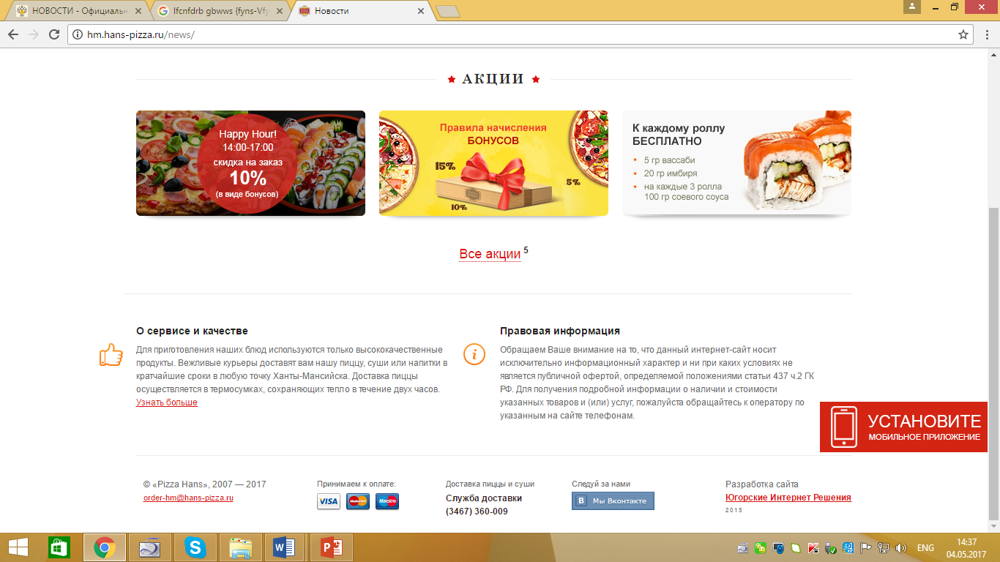 НОВОСТИ - Официальн
lfcnfdrb gbwws {fyns-Vfy
Новости
hm.hans-pizza.ru/news/
АКЦИИ
Happy Hour!
14:00-17:00
скидка на заказ
10%
(в виде бонусов)
Правила начисления
БОНУСОВ
15%
5%
10%
К каждому роллу
БЕСПЛАТНО
• 5 гр вассаби
• 20 гр имбиря
• на каждые 3 ролла
100 гр соевого соуса
Все акции 5
О сервисе и качестве
Для приготовления наших блюд используются только высококачественные
продукты. Вежливые курьеры доставят вам нашу пиццу, суши или напитки в
кратчайшие сроки в любую точку Ханты-Мансийска. Доставка пиццы
осуществляется в термосумках, сохраняющих тепло в течение двух часов.
Узнать больше
Правовая информация
Обращаем Ваше внимание на то, что данный интернет-сайт носит
исключительно информационный характер и ни при каких условиях не
является публичной офертой, определяемой положениями статьи 437 ч.2 ГК
РФ. Для получения подробной информации о наличии и стоимости
указанных товаров и (или) услуг, пожалуйста обращайтесь к оператору по
указанным на сайте телефонам.
УСТАНОВИТЕ
МОБИЛЬНОЕ ПРИЛОЖЕНИЕ
© «Pizza Hans», 2007 — 2017
order-hm@hans-pizza.ru
Принимаем к оплате:
VISA MasterCard Maestro
Доставка пиццы и суши
Служба доставки
(3467) 360-009
Следуй за нами
В Мы Вконтакте
Разработка сайта
Югорские Интернет Решения
2015
ENG
14:37
04.05.2017